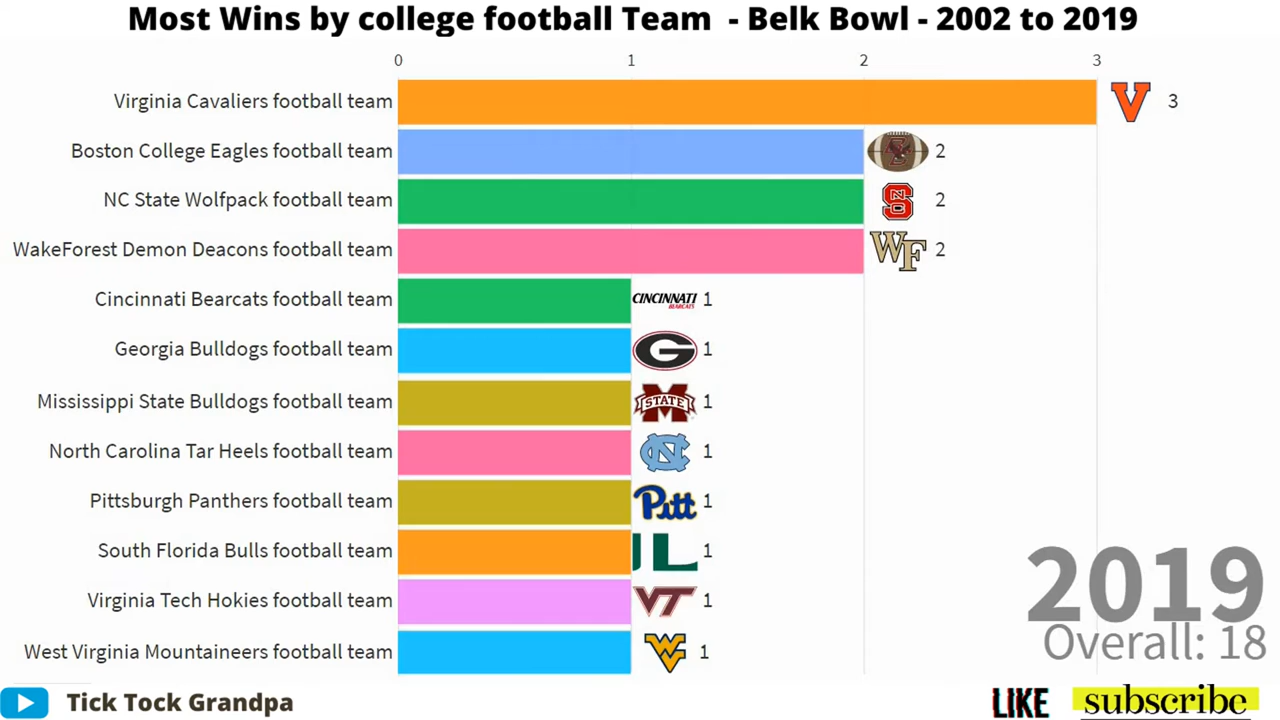 Most Wins by college football Team - Belk Bowl - 2002 to 2019
0 1 2 3
Virginia Cavaliers football team V 3
Boston College Eagles football team 2
NC State Wolfpack football team NCS 2
WakeForest Demon Deacons football team WF 2
Cincinnati Bearcats football team CINCINNATI BEARCATS 1
Georgia Bulldogs football team G 1
Mississippi State Bulldogs football team M STATE 1
North Carolina Tar Heels football team NC 1
Pittsburgh Panthers football team Pitt 1
South Florida Bulls football team L 1
Virginia Tech Hokies football team VT 1
West Virginia Mountaineers football team WV 1
2019
Overall: 18
Tick Tock Grandpa LIKE subscribe